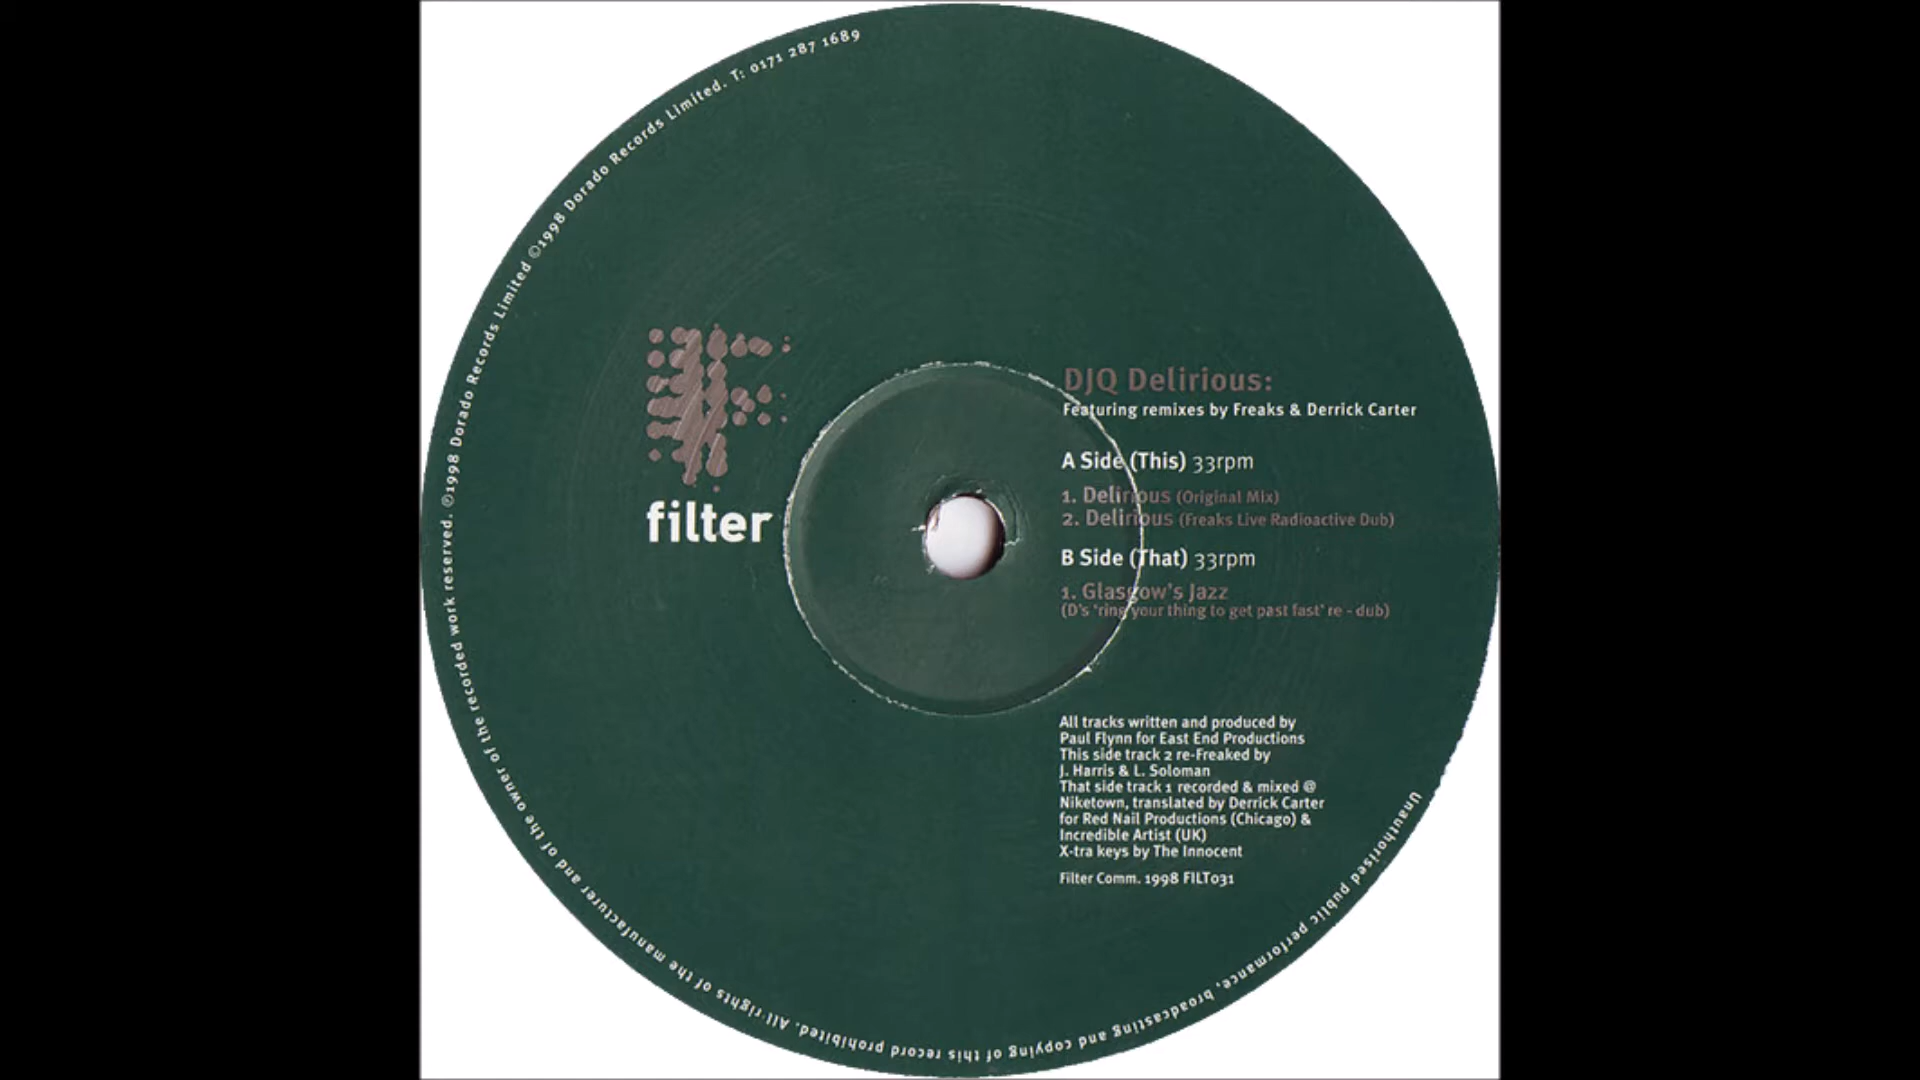 ℗1998 Dorado Records Limited ©1998 Dorado Records Limited. T: 0171 287 1689
filter
DJQ Delirious:
Featuring remixes by Freaks & Derrick Carter
A Side (This) 33rpm
1. Delirious (Original Mix)
2. Delirious (Freaks Live Radioactive Dub)
B Side (That) 33rpm
1. Glasgow's Jazz
(D's 'ring your thing to get past fast' re - dub)
All tracks written and produced by
Paul Flynn for East End Productions
This side track 2 re-Freaked by
J. Harris & L. Soloman
That side track 1 recorded & mixed @
Niketown, translated by Derrick Carter
for Red Nail Productions (Chicago) &
Incredible Artist (UK)
X-tra keys by The Innocent
Filter Comm. 1998 FILT031
Unauthorised public performance, broadcasting and copying of this record prohibited. All rights of the manufacturer and of the owner of the recorded work reserved.